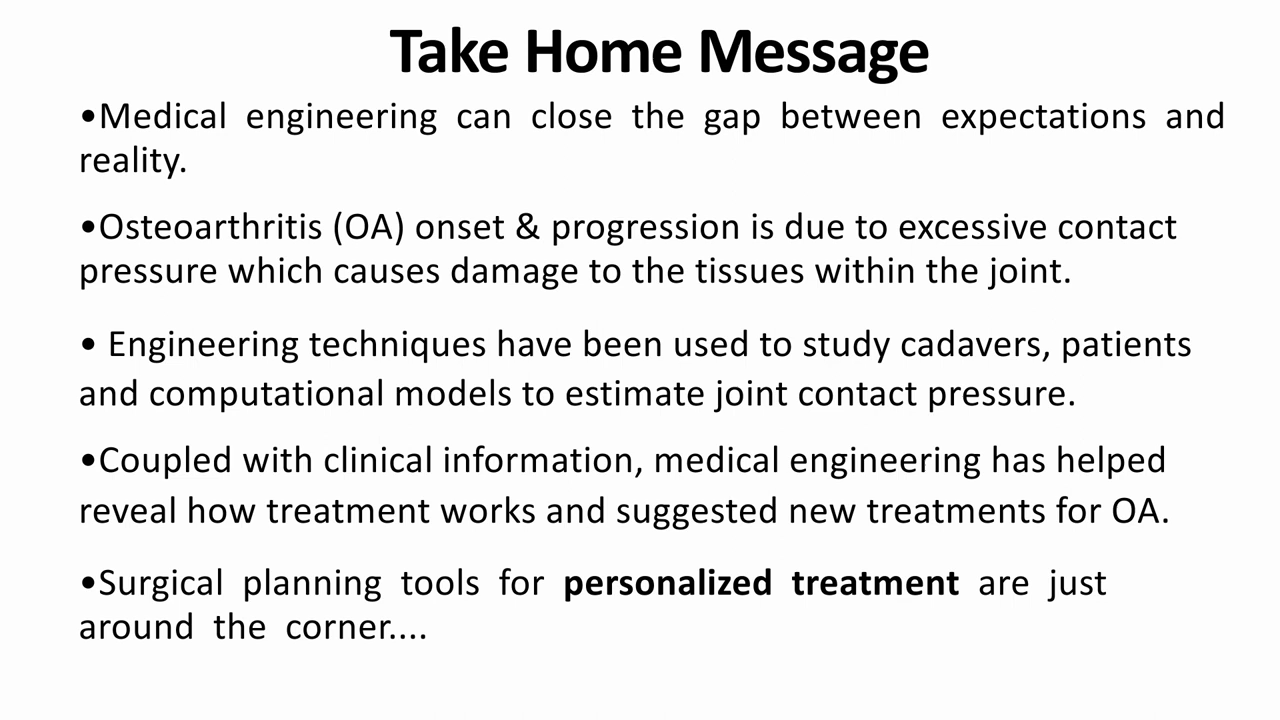 Take Home Message
•Medical engineering can close the gap between expectations and
reality.
•Osteoarthritis (OA) onset & progression is due to excessive contact
pressure which causes damage to the tissues within the joint.
• Engineering techniques have been used to study cadavers, patients
and computational models to estimate joint contact pressure.
•Coupled with clinical information, medical engineering has helped
reveal how treatment works and suggested new treatments for OA.
•Surgical planning tools for personalized treatment are just
around the corner....